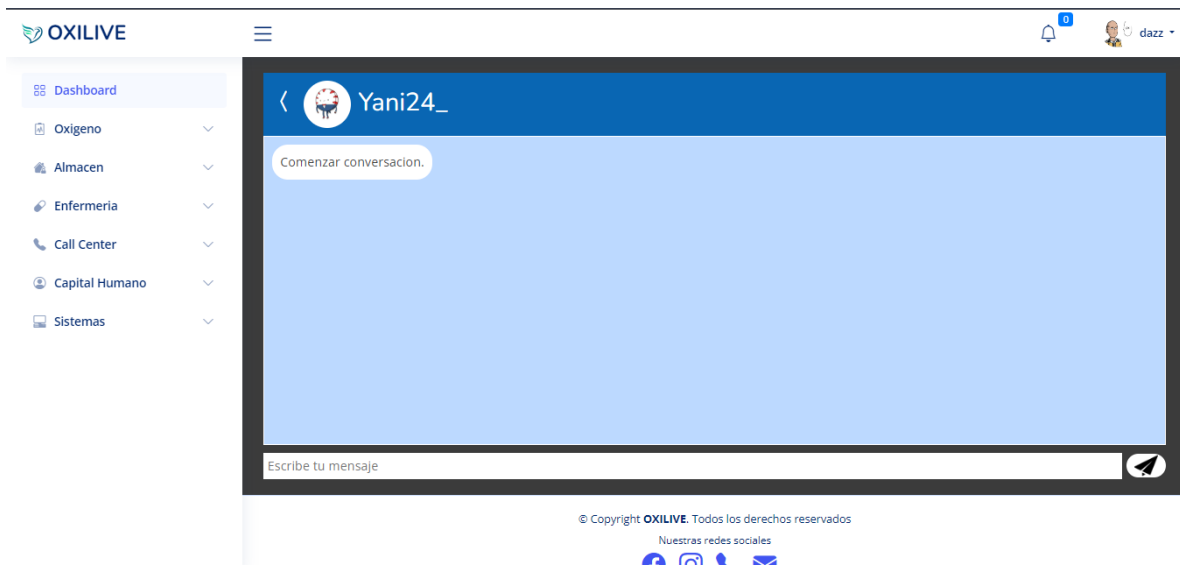 OXILIVE
0
dazz
Dashboard
Oxigeno
Almacen
Enfermeria
Call Center
Capital Humano
Sistemas
Yani24_
Comenzar conversacion.
Escribe tu mensaje
© Copyright OXILIVE. Todos los derechos reservados
Nuestras redes sociales